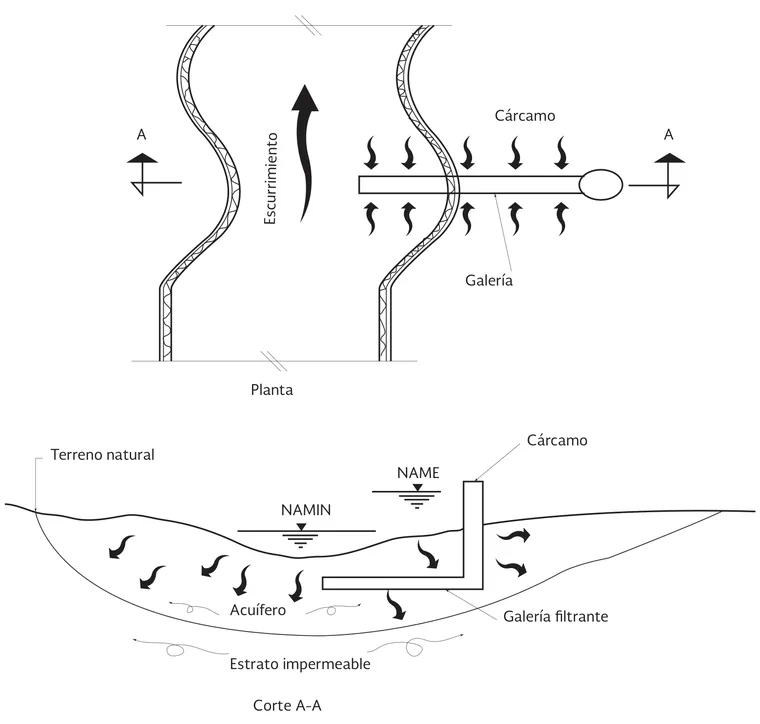 Cárcamo
A
A
Escurrimiento
Galería
Planta
Cárcamo
Terreno natural
NAME
NAMIN
Acuífero
Galería filtrante
Estrato impermeable
Corte A-A